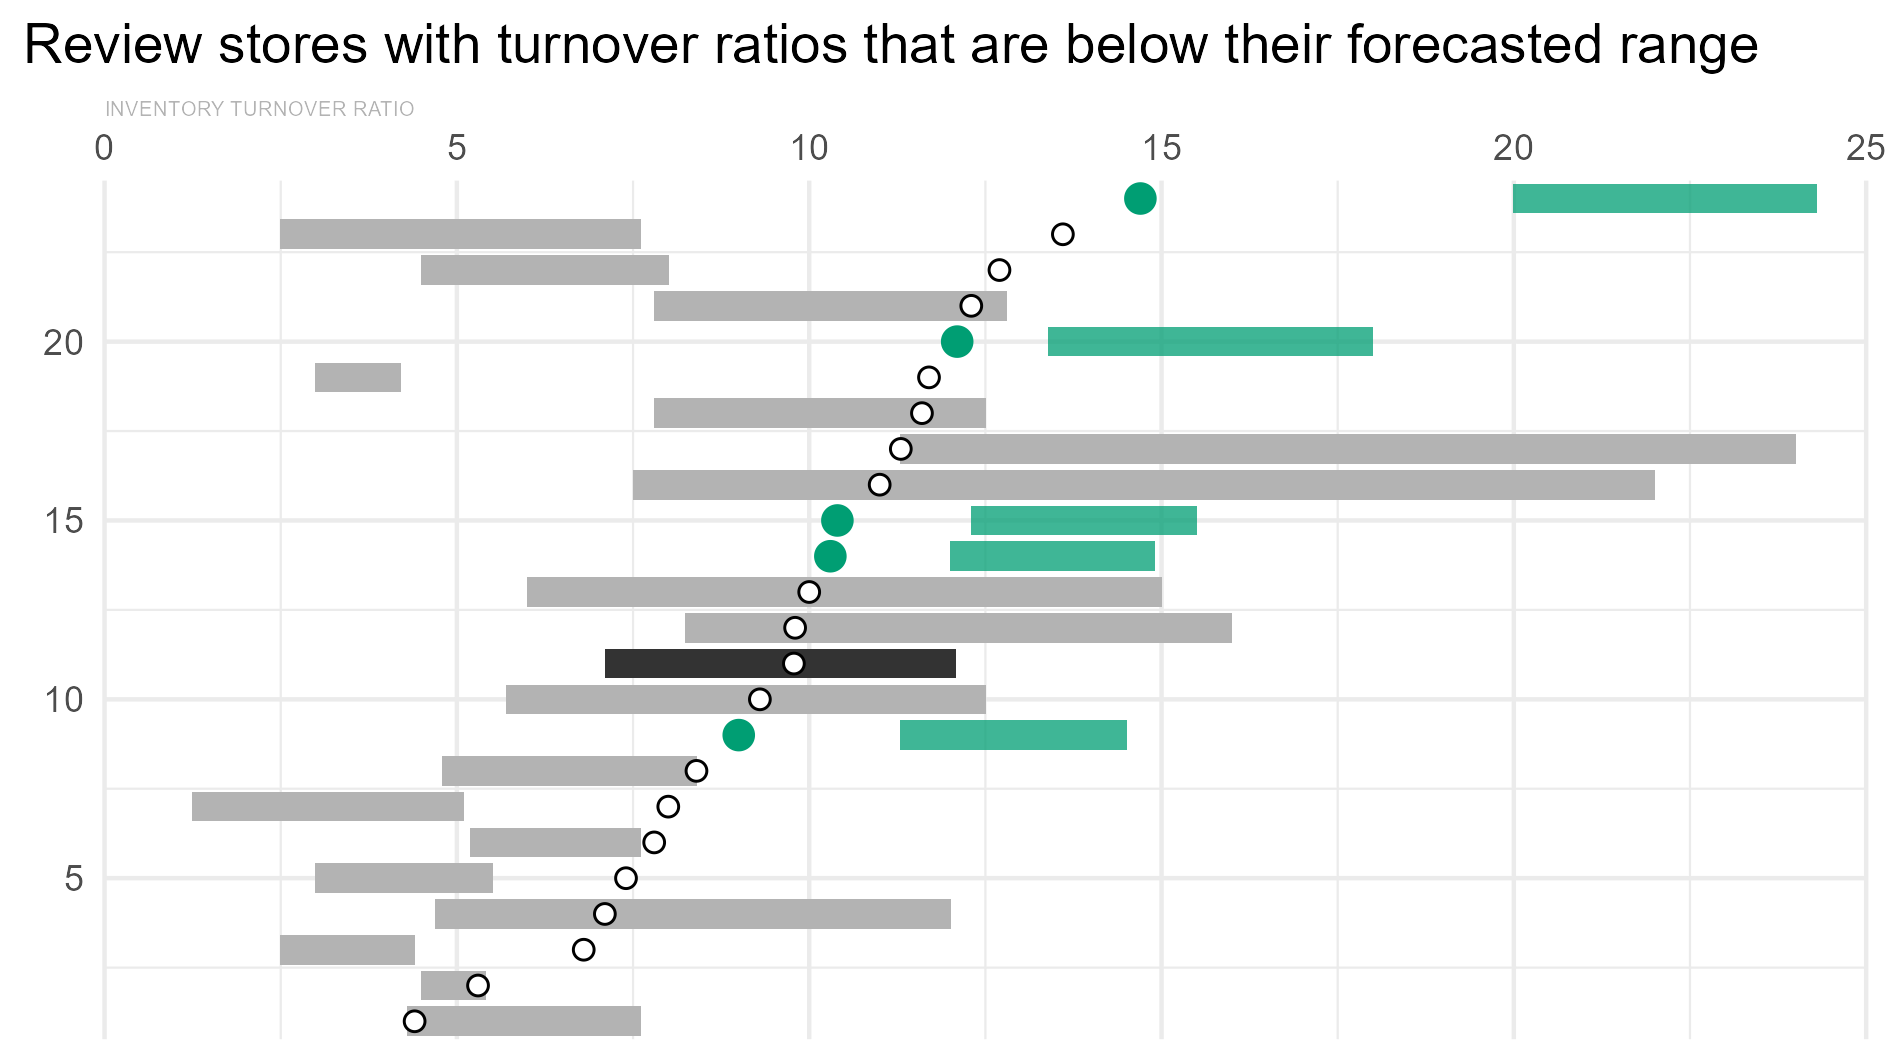 Review stores with turnover ratios that are below their forecasted range
INVENTORY TURNOVER RATIO
0 5 10 15 20 25
20
15
10
5